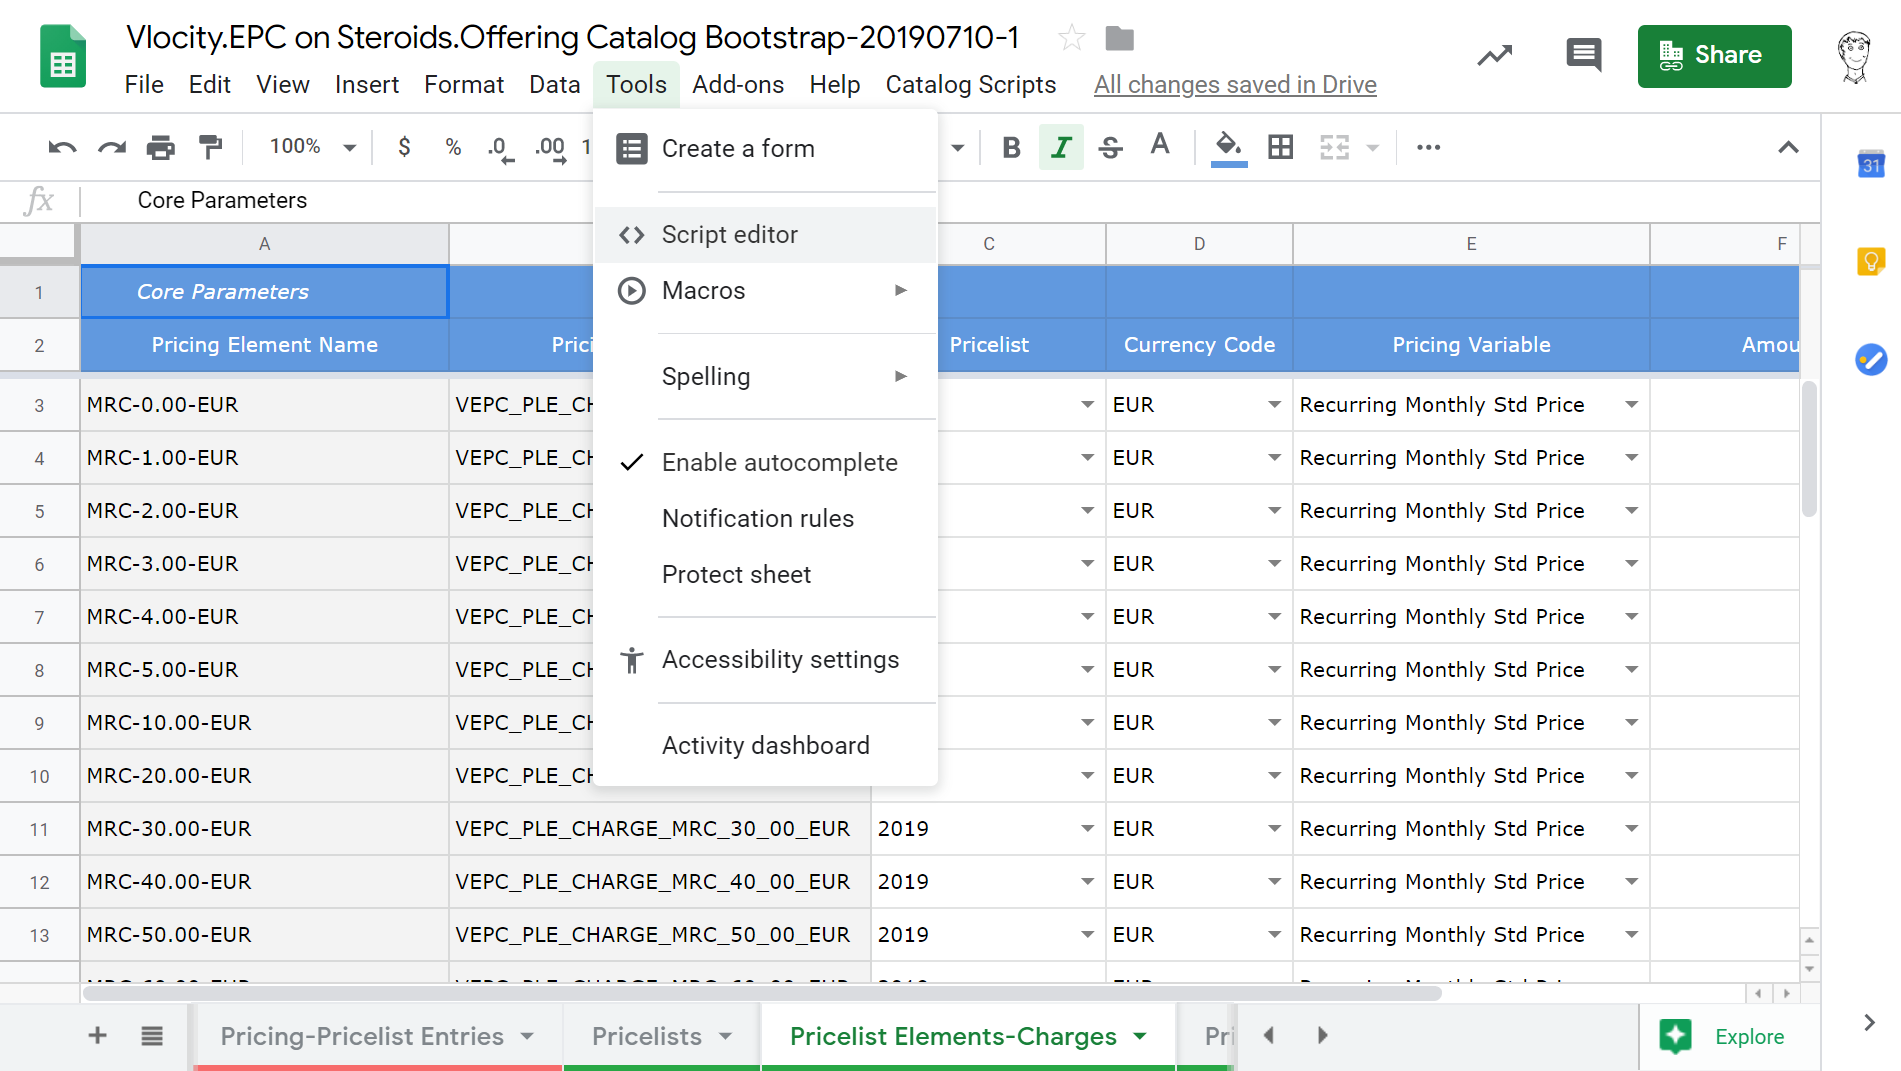 Vlocity.EPC on Steroids.Offering Catalog Bootstrap-20190710-1
File Edit View Insert Format Data Tools Add-ons Help Catalog Scripts All changes saved in Drive
Share
100% $ % .0 .00 1 B I S A
31
fx Core Parameters
Create a form
Script editor
Macros
Spelling
Enable autocomplete
Notification rules
Protect sheet
Accessibility settings
Activity dashboard
A C D E F
1 Core Parameters
2 Pricing Element Name Prici Pricelist Currency Code Pricing Variable Amou
3 MRC-0.00-EUR VEPC_PLE_CH EUR Recurring Monthly Std Price
4 MRC-1.00-EUR VEPC_PLE_CH EUR Recurring Monthly Std Price
5 MRC-2.00-EUR VEPC_PLE_CH EUR Recurring Monthly Std Price
6 MRC-3.00-EUR VEPC_PLE_CH EUR Recurring Monthly Std Price
7 MRC-4.00-EUR VEPC_PLE_CH EUR Recurring Monthly Std Price
8 MRC-5.00-EUR VEPC_PLE_CH EUR Recurring Monthly Std Price
9 MRC-10.00-EUR VEPC_PLE_CH EUR Recurring Monthly Std Price
10 MRC-20.00-EUR VEPC_PLE_CH EUR Recurring Monthly Std Price
11 MRC-30.00-EUR VEPC_PLE_CHARGE_MRC_30_00_EUR 2019 EUR Recurring Monthly Std Price
12 MRC-40.00-EUR VEPC_PLE_CHARGE_MRC_40_00_EUR 2019 EUR Recurring Monthly Std Price
13 MRC-50.00-EUR VEPC_PLE_CHARGE_MRC_50_00_EUR 2019 EUR Recurring Monthly Std Price
Pricing-Pricelist Entries Pricelists Pricelist Elements-Charges Pri Explore